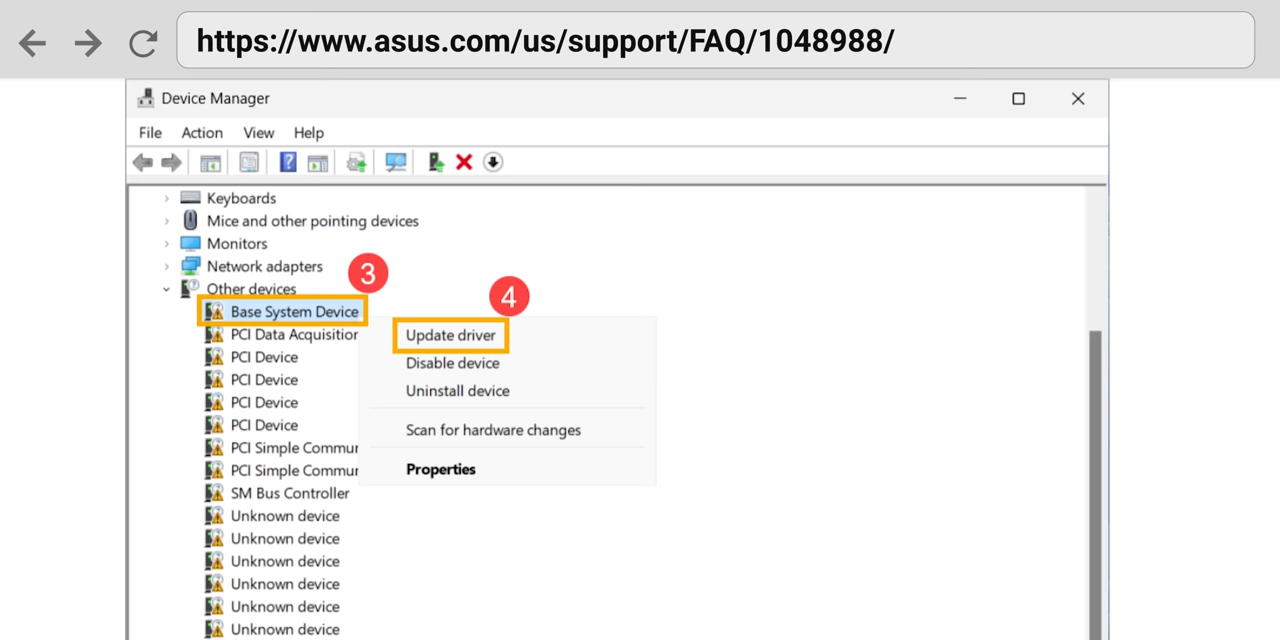 https://www.asus.com/us/support/FAQ/1048988/
Device Manager
File Action View Help
Keyboards
Mice and other pointing devices
Monitors
Network adapters
3
Other devices
4
Base System Device
PCI Data Acquisition
Update driver
PCI Device
Disable device
PCI Device
Uninstall device
PCI Device
PCI Device
Scan for hardware changes
PCI Simple Commun
PCI Simple Commun
Properties
SM Bus Controller
Unknown device
Unknown device
Unknown device
Unknown device
Unknown device
Unknown device